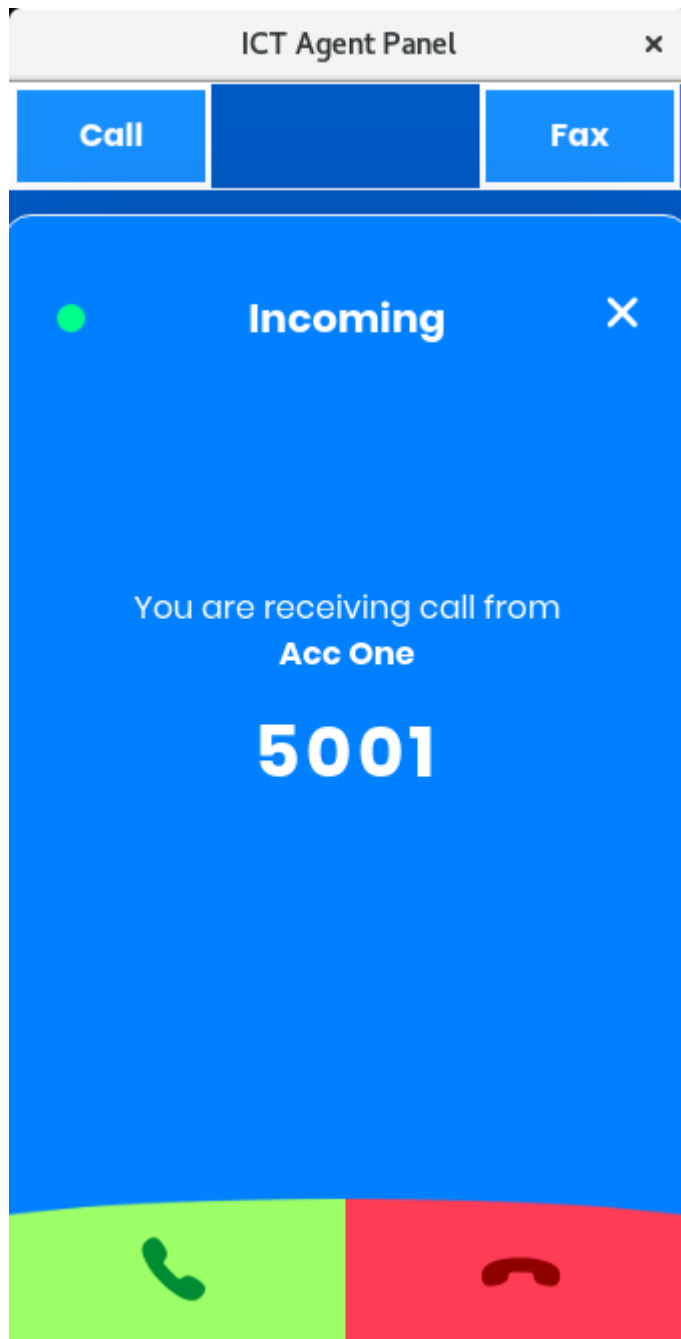 ICT Agent Panel
Call Fax
Incoming
You are receiving call from
Acc One
5001